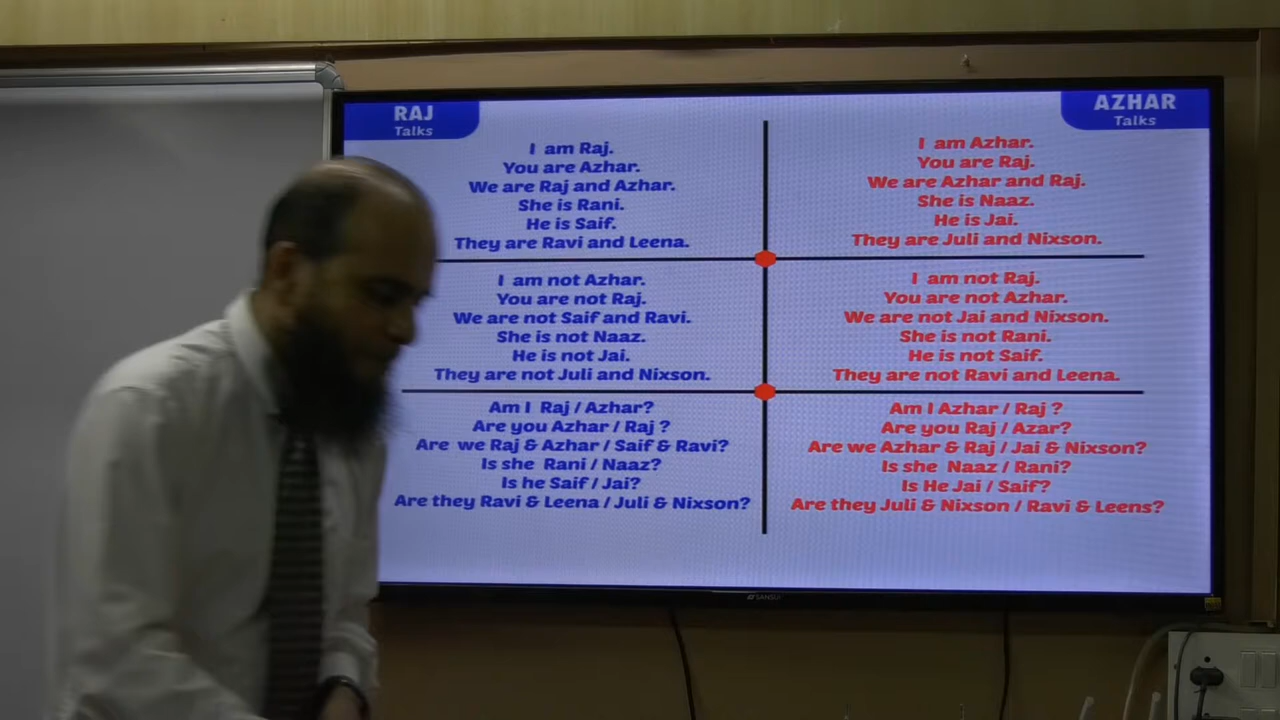 RAJ
Talks
I am Raj.
You are Azhar.
We are Raj and Azhar.
She is Rani.
He is Saif.
They are Ravi and Leena.
I am not Azhar.
You are not Raj.
We are not Saif and Ravi.
She is not Naaz.
He is not Jai.
They are not Juli and Nixson.
Am I Raj / Azhar?
Are you Azhar / Raj ?
Are we Raj & Azhar / Saif & Ravi?
Is she Rani / Naaz?
Is he Saif / Jai?
Are they Ravi & Leena / Juli & Nixson?
AZHAR
Talks
I am Azhar.
You are Raj.
We are Azhar and Raj.
She is Naaz.
He is Jai.
They are Juli and Nixson.
I am not Raj.
You are not Azhar.
We are not Jai and Nixson.
She is not Rani.
He is not Saif.
They are not Ravi and Leena.
Am I Azhar / Raj ?
Are you Raj / Azar?
Are we Azhar & Raj / Jai & Nixson?
Is she Naaz / Rani?
Is He Jai / Saif?
Are they Juli & Nixson / Ravi & Leens?
SANSUI